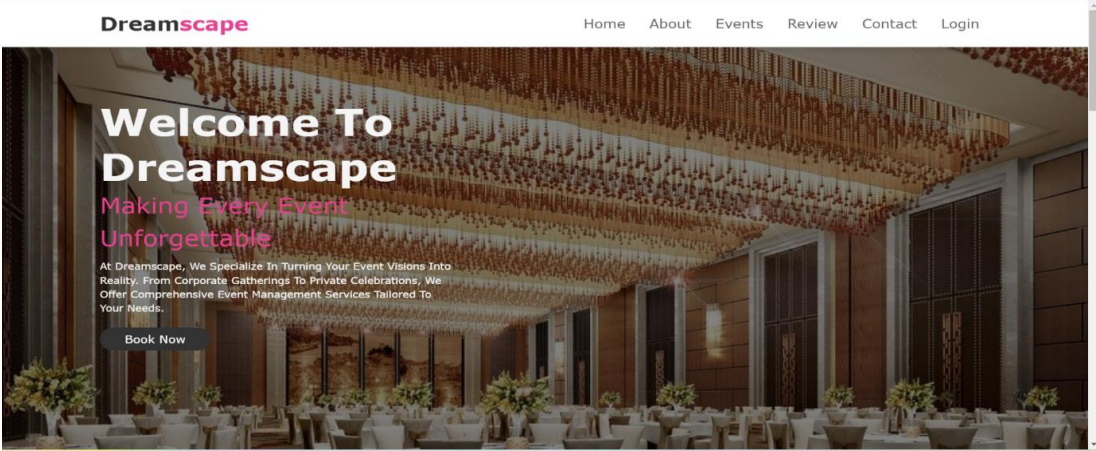 Dreamscape
Home About Events Review Contact Login
Welcome To
Dreamscape
Making Every Event
Unforgettable
At Dreamscape, We Specialize In Turning Your Event Visions Into
Reality. From Corporate Gatherings To Private Celebrations, We
Offer Comprehensive Event Management Services Tailored To
Your Needs.
Book Now